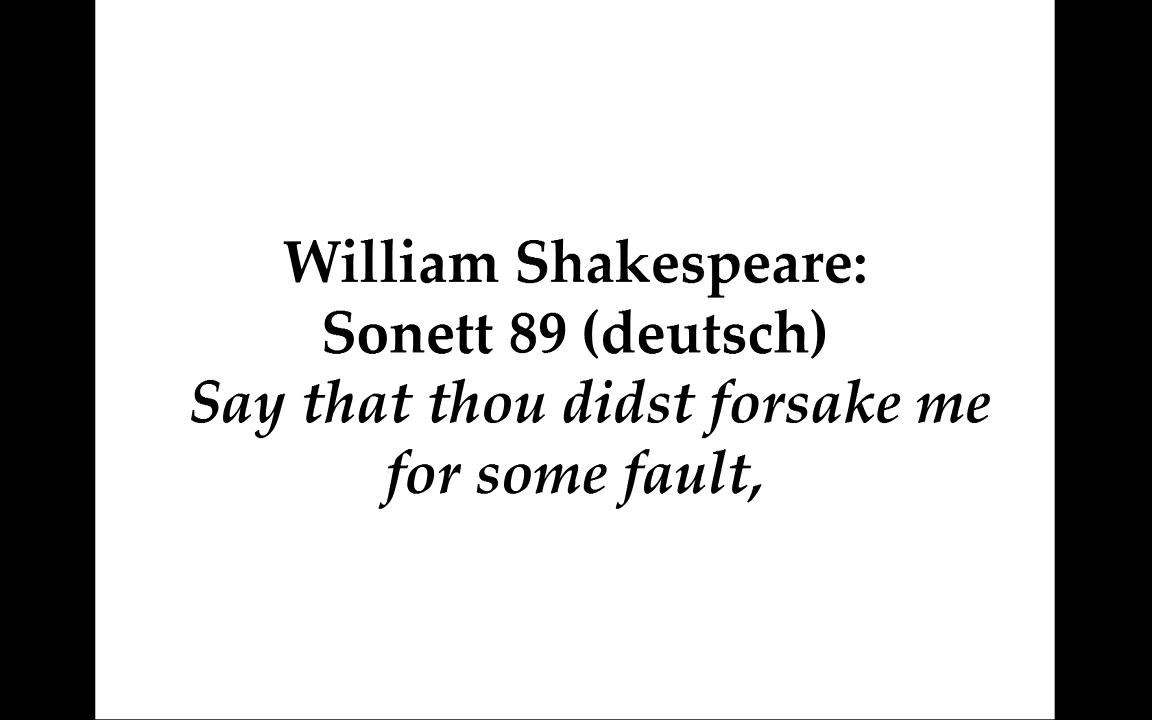 William Shakespeare:
Sonett 89 (deutsch)
Say that thou didst forsake me
for some fault,